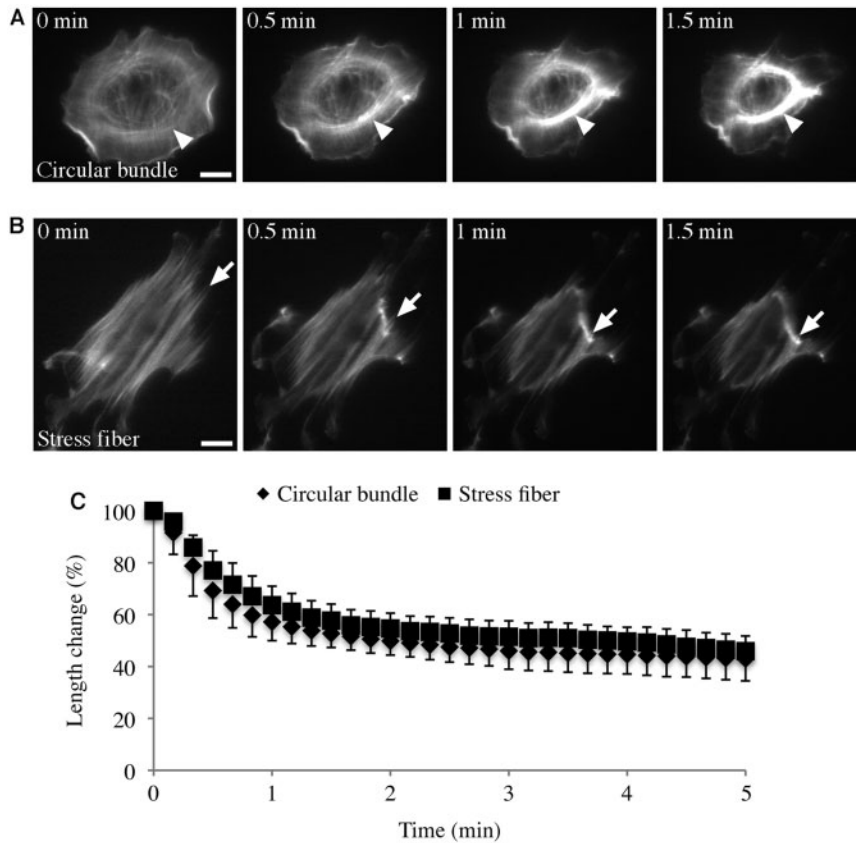 A
0 min
0.5 min
1 min
1.5 min
Circular bundle
B
0 min
0.5 min
1 min
1.5 min
Stress fiber
C
Circular bundle Stress fiber
100
80
60
40
20
0
Length change (%)
0 1 2 3 4 5
Time (min)